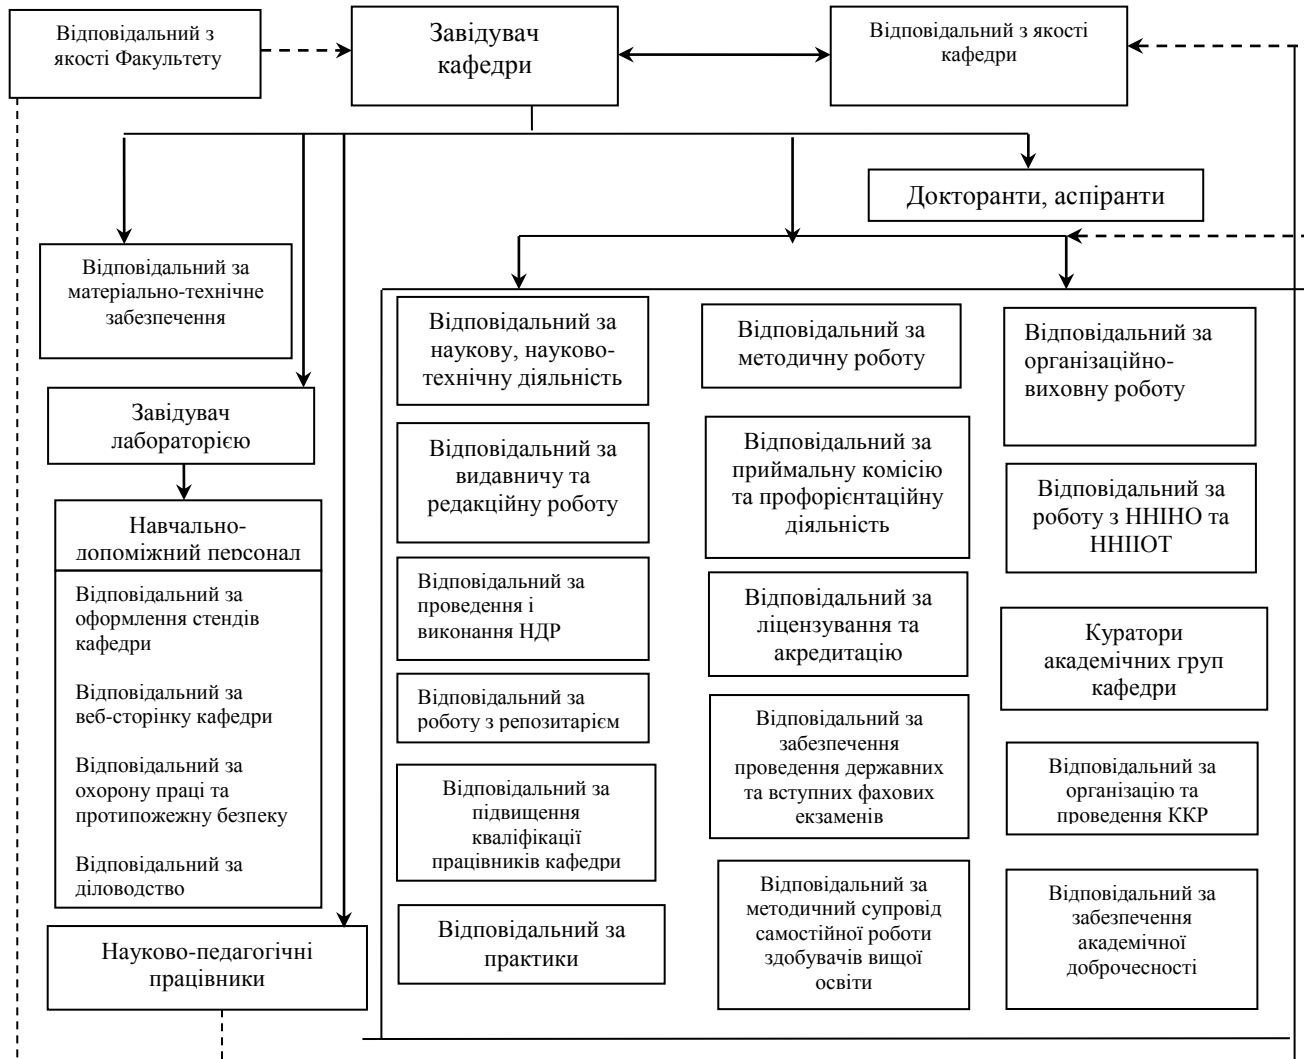 Відповідальний з
якості Факультету
Завідувач
кафедри
Відповідальний з якості
кафедри
Докторанти, аспіранти
Відповідальний за
матеріально-технічне
забезпечення
Завідувач
лабораторією
Навчально-
допоміжний персонал
Відповідальний за
оформлення стендів
кафедри
Відповідальний за
веб-сторінку кафедри
Відповідальний за
охорону праці та
протипожежну безпеку
Відповідальний за
діловодство
Науково-педагогічні
працівники
Відповідальний за
наукову, науково-
технічну діяльність
Відповідальний за
видавничу та
редакційну роботу
Відповідальний за
проведення і
виконання НДР
Відповідальний за
роботу з репозитарієм
Відповідальний за
підвищення
кваліфікації
працівників кафедри
Відповідальний за
практики
Відповідальний за
методичну роботу
Відповідальний за
приймальну комісію
та профорієнтаційну
діяльність
Відповідальний за
ліцензування та
акредитацію
Відповідальний за
забезпечення
проведення державних
та вступних фахових
екзаменів
Відповідальний за
методичний супровід
самостійної роботи
здобувачів вищої
освіти
Відповідальний за
організаційно-
виховну роботу
Відповідальний за
роботу з ННІНО та
ННІІОТ
Куратори
академічних груп
кафедри
Відповідальний за
організацію та
проведення ККР
Відповідальний за
забезпечення
академічної
доброчесності